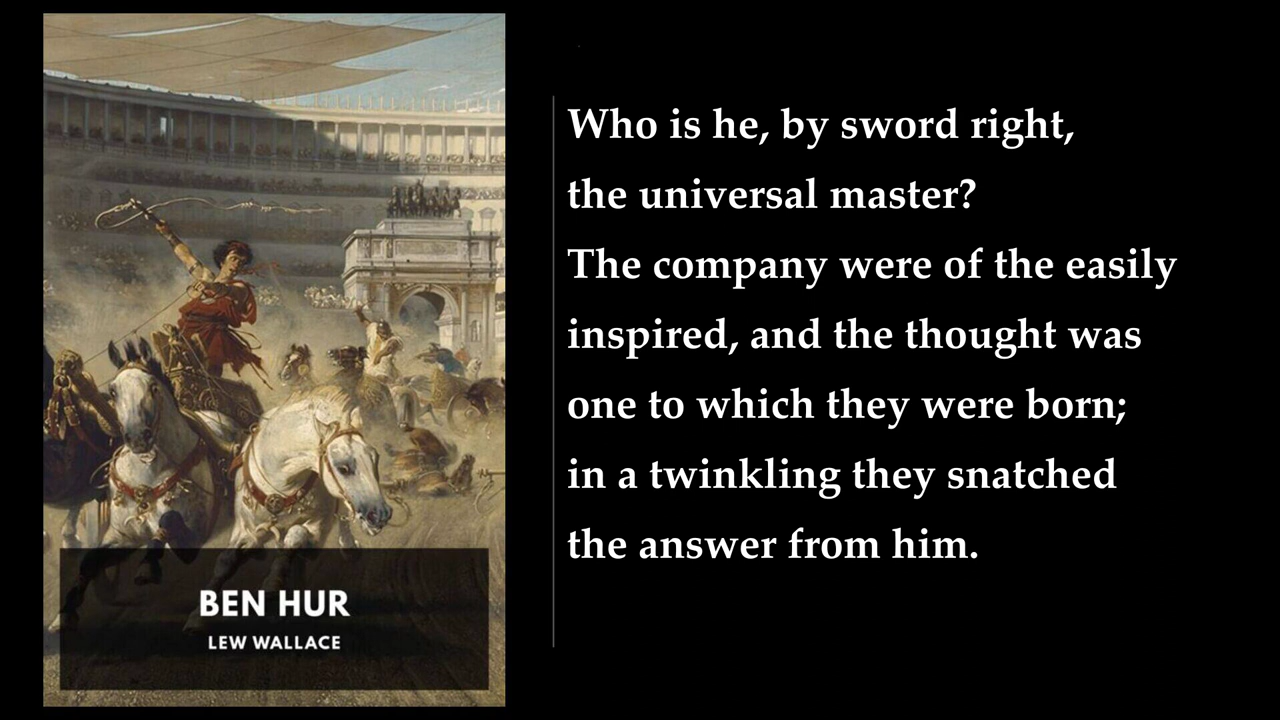 BEN HUR
LEW WALLACE
Who is he, by sword right,
the universal master?
The company were of the easily
inspired, and the thought was
one to which they were born;
in a twinkling they snatched
the answer from him.